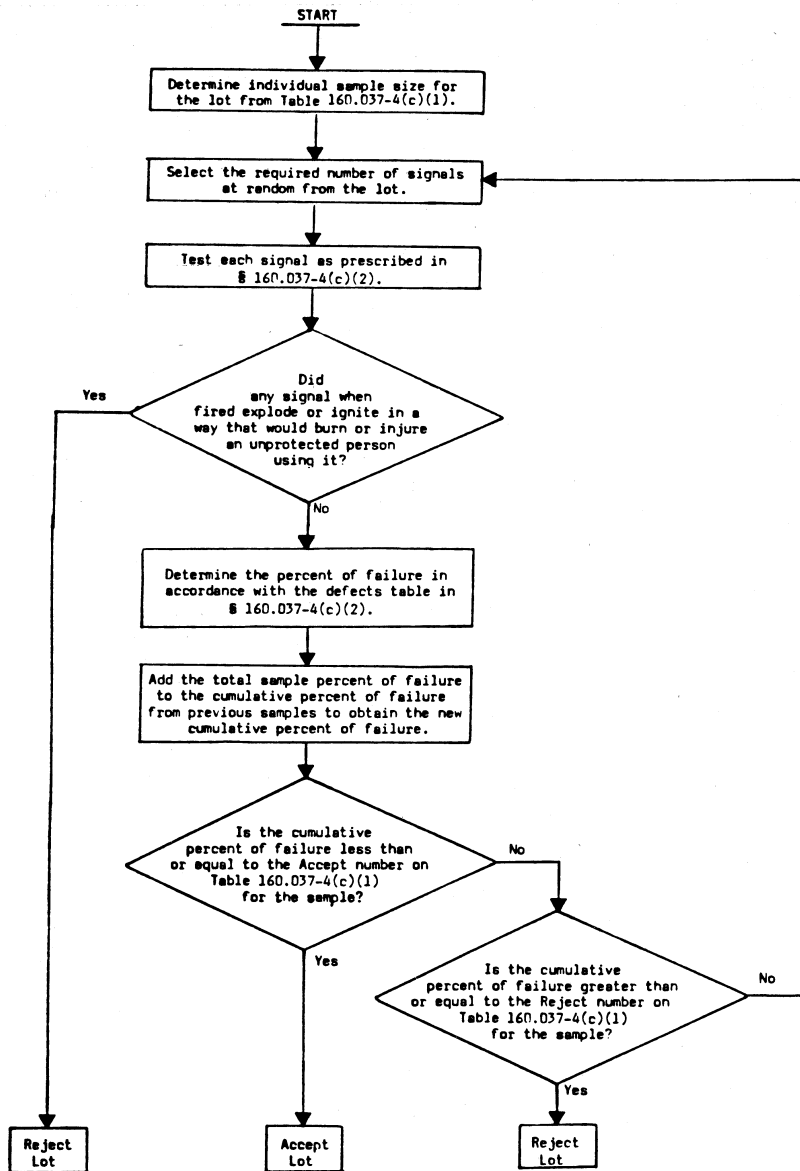 START
Determine individual sample size for
the lot from Table 160.037-4(c)(1).
Select the required number of signals
at random from the lot.
Test each signal as prescribed in
§ 160.037-4(c)(2).
Did
any signal when
fired explode or ignite in a
way that would burn or injure
an unprotected person
using it?
Yes
No
Determine the percent of failure in
accordance with the defects table in
§ 160.037-4(c)(2).
Add the total sample percent of failure
to the cumulative percent of failure
from previous samples to obtain the new
cumulative percent of failure.
Is the cumulative
percent of failure less than
or equal to the Accept number on
Table 160.037-4(c)(1)
for the sample?
No
Yes
Is the cumulative
percent of failure greater than
or equal to the Reject number on
Table 160.037-4(c)(1)
for the sample?
No
Yes
Reject
Lot
Accept
Lot
Reject
Lot